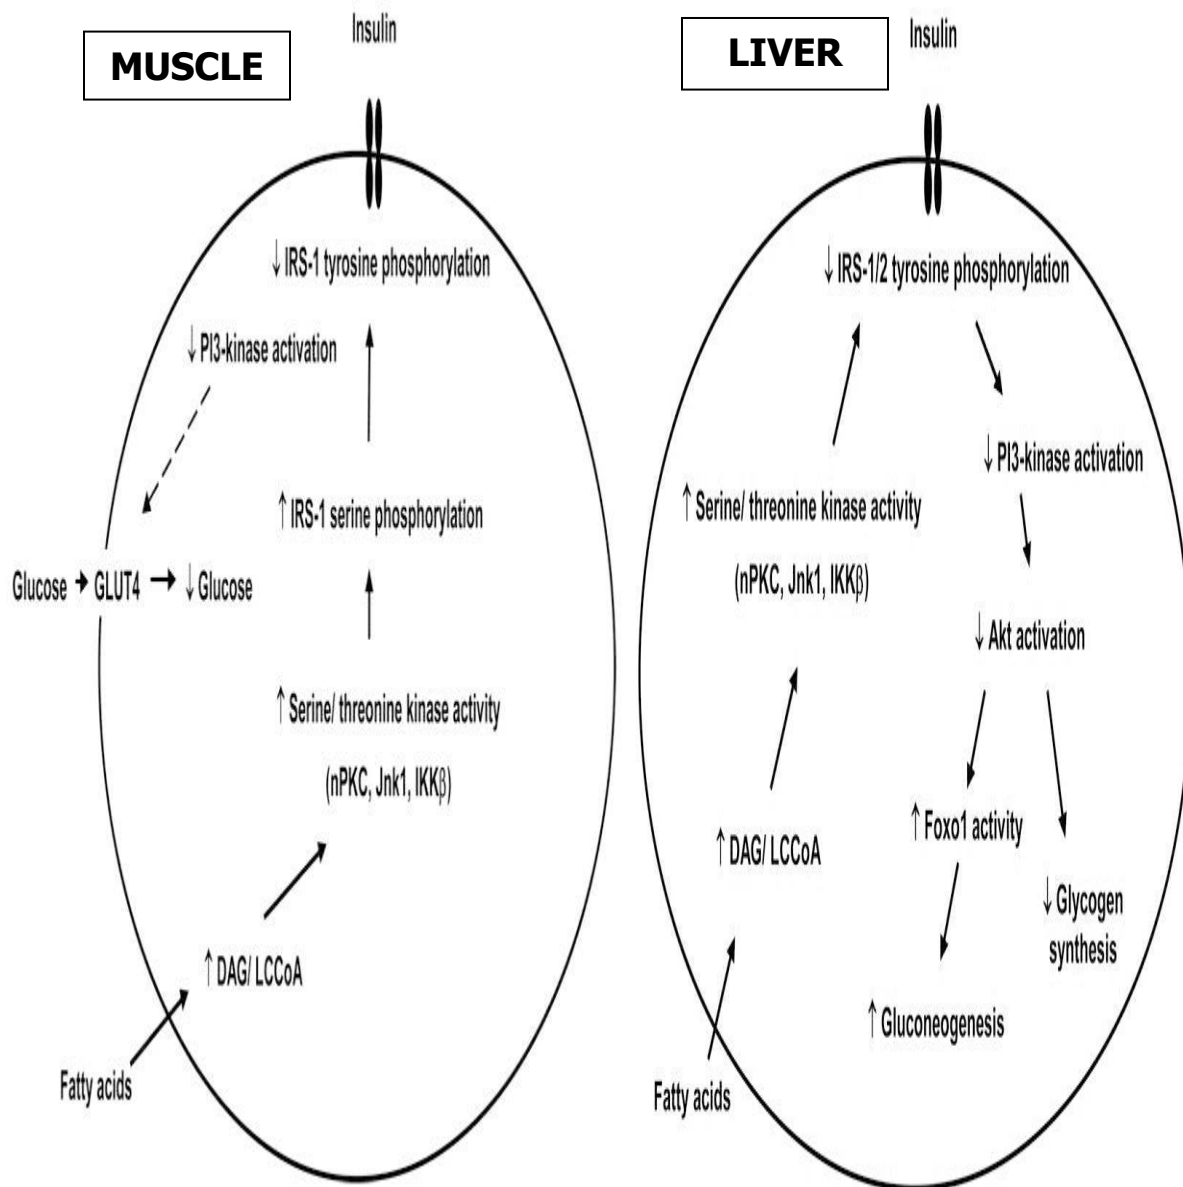 MUSCLE
Insulin
↓ IRS-1 tyrosine phosphorylation
↓ PI3-kinase activation
↑ IRS-1 serine phosphorylation
Glucose → GLUT4 → ↓ Glucose
↑ Serine/ threonine kinase activity
(nPKC, Jnk1, IKKβ)
↑ DAG/ LCCoA
Fatty acids
LIVER
Insulin
↓ IRS-1/2 tyrosine phosphorylation
↓ PI3-kinase activation
↑ Serine/ threonine kinase activity
(nPKC, Jnk1, IKKβ)
↓ Akt activation
↑ DAG/ LCCoA
↑ Foxo1 activity
↓ Glycogen
synthesis
↑ Gluconeogenesis
Fatty acids